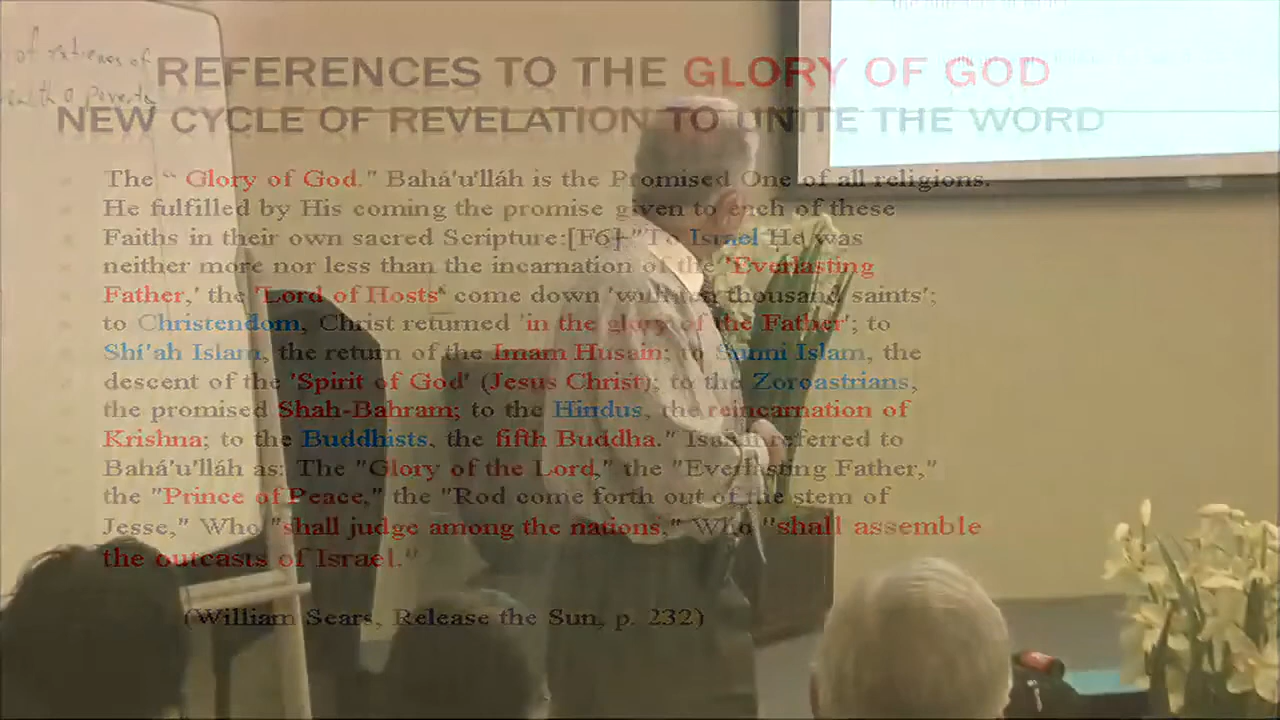 of extremes of
wealth & poverty
REFERENCES TO THE GLORY OF GOD
NEW CYCLE OF REVELATION TO UNITE THE WORD
The “ Glory of God." Bahá'u'lláh is the Promised One of all religions.
He fulfilled by His coming the promise given to each of these
Faiths in their own sacred Scripture:[F6]+"To Israel He was
neither more nor less than the incarnation of the 'Everlasting
Father,' the 'Lord of Hosts' come down 'with ten thousand saints';
to Christendom, Christ returned 'in the glory of the Father'; to
Shí'ah Islam, the return of the Imam Husain; to Sunni Islam, the
descent of the 'Spirit of God' (Jesus Christ); to the Zoroastrians,
the promised Shah-Bahram; to the Hindus, the reincarnation of
Krishna; to the Buddhists, the fifth Buddha." Isaiah referred to
Bahá'u'lláh as: The "Glory of the Lord," the "Everlasting Father,"
the "Prince of Peace," the "Rod come forth out of the stem of
Jesse," Who "shall judge among the nations," Who "shall assemble
the outcasts of Israel."
(William Sears, Release the Sun, p. 232)